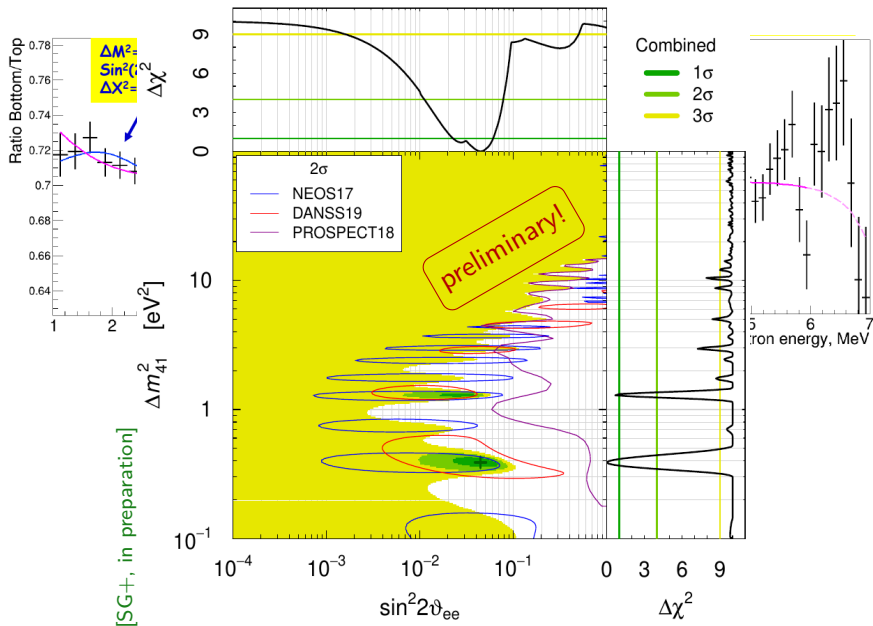 Ratio Bottom/Top
0.78
0.76
0.74
0.72
0.7
0.68
0.66
0.64
1
2
ΔM²=
Sin²(2
ΔX²=
Δχ²
9
6
3
0
Combined
1σ
2σ
3σ
2σ
NEOS17
DANSS19
PROSPECT18
preliminary!
Δm²₄₁ [eV²]
10
1
10⁻¹
10⁻⁴
10⁻³
10⁻²
10⁻¹
sin²2ϑee
0
3
6
9
Δχ²
5
6
7
tron energy, MeV
[SG+, in preparation]